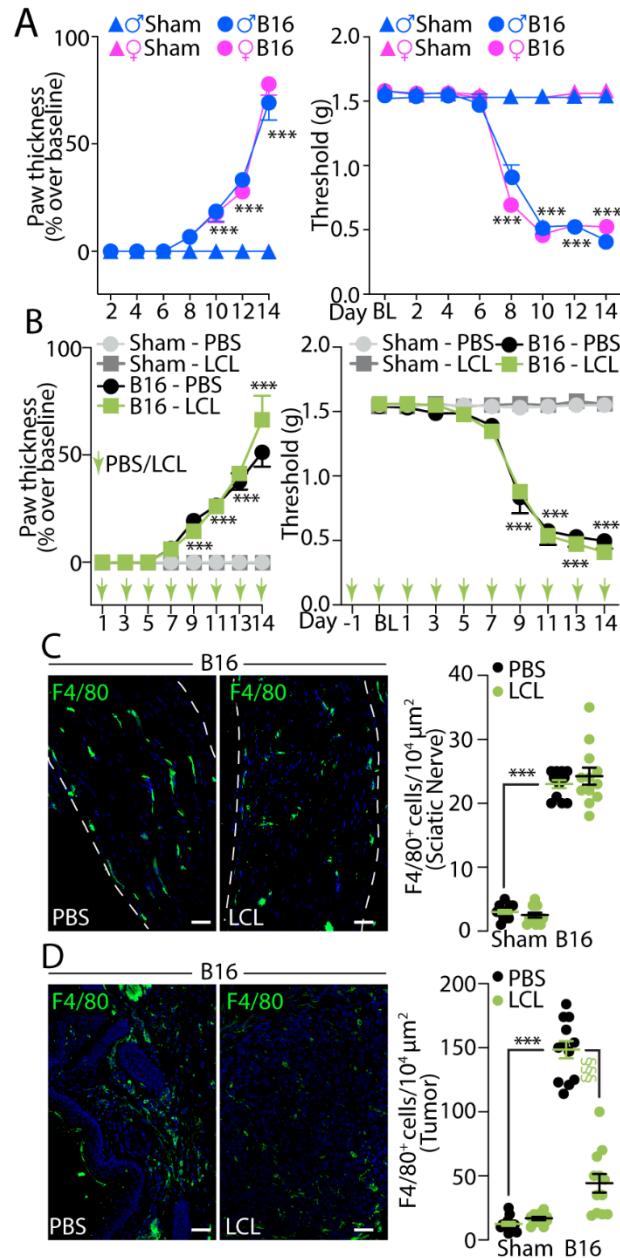 A
♂Sham ♂B16
♀Sham ♀B16
Paw thickness
(% over baseline)
100
50
0
***
***
***
2 4 6 8 10 12 14
♂Sham ♂B16
♀Sham ♀B16
Threshold (g)
2.0
1.5
1.0
0.5
0.0
***
***
***
***
Day BL 2 4 6 8 10 12 14
B
Sham - PBS
Sham - LCL
B16 - PBS
B16 - LCL
PBS/LCL
Paw thickness
(% over baseline)
100
50
0
***
***
***
***
1 3 5 7 9 11 13 14
Sham - PBS B16 - PBS
Sham - LCL B16 - LCL
Threshold (g)
2.0
1.5
1.0
0.5
0.0
***
***
***
***
Day -1 BL 1 3 5 7 9 11 13 14
C
B16
F4/80 F4/80
PBS LCL
PBS
LCL
F4/80⁺ cells/10⁴ μm²
(Sciatic Nerve)
40
30
20
10
0
***
Sham B16
D
B16
F4/80 F4/80
PBS LCL
PBS
LCL
F4/80⁺ cells/10⁴ μm²
(Tumor)
200
150
100
50
0
***
§§§
Sham B16